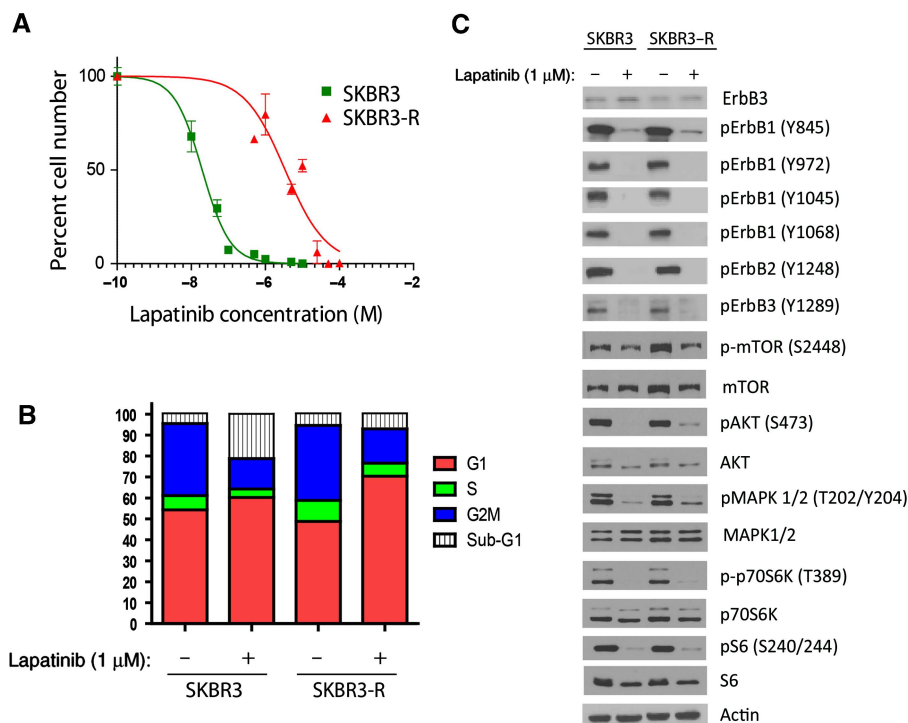 A
Percent cell number
100
50
0
−10
−8
−6
−4
−2
Lapatinib concentration (M)
SKBR3
SKBR3-R
B
100
90
80
70
60
50
40
30
20
10
0
G1
S
G2M
Sub-G1
Lapatinib (1 μM): − + − +
SKBR3 SKBR3-R
C
SKBR3 SKBR3–R
Lapatinib (1 μM): − + − +
ErbB3
pErbB1 (Y845)
pErbB1 (Y972)
pErbB1 (Y1045)
pErbB1 (Y1068)
pErbB2 (Y1248)
pErbB3 (Y1289)
p-mTOR (S2448)
mTOR
pAKT (S473)
AKT
pMAPK 1/2 (T202/Y204)
MAPK1/2
p-p70S6K (T389)
p70S6K
pS6 (S240/244)
S6
Actin